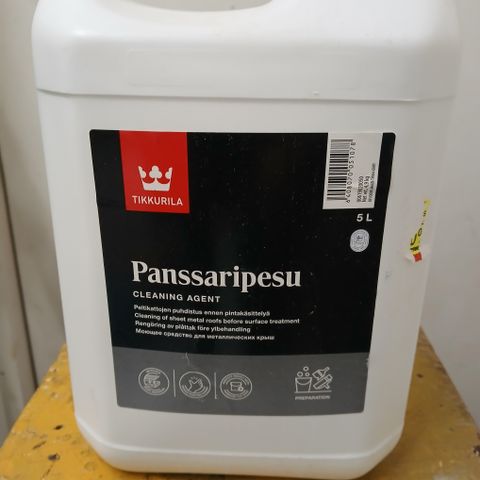 TIKKURILA
6408070051078
5 L
Panssaripesu
CLEANING AGENT
Peltikattojen puhdistus ennen pintakäsittelyä
Cleaning of sheet metal roofs before surface treatment
Rengöring av plåttak före ytbehandling
Моющее средство для металлических крыш
PREPARATION